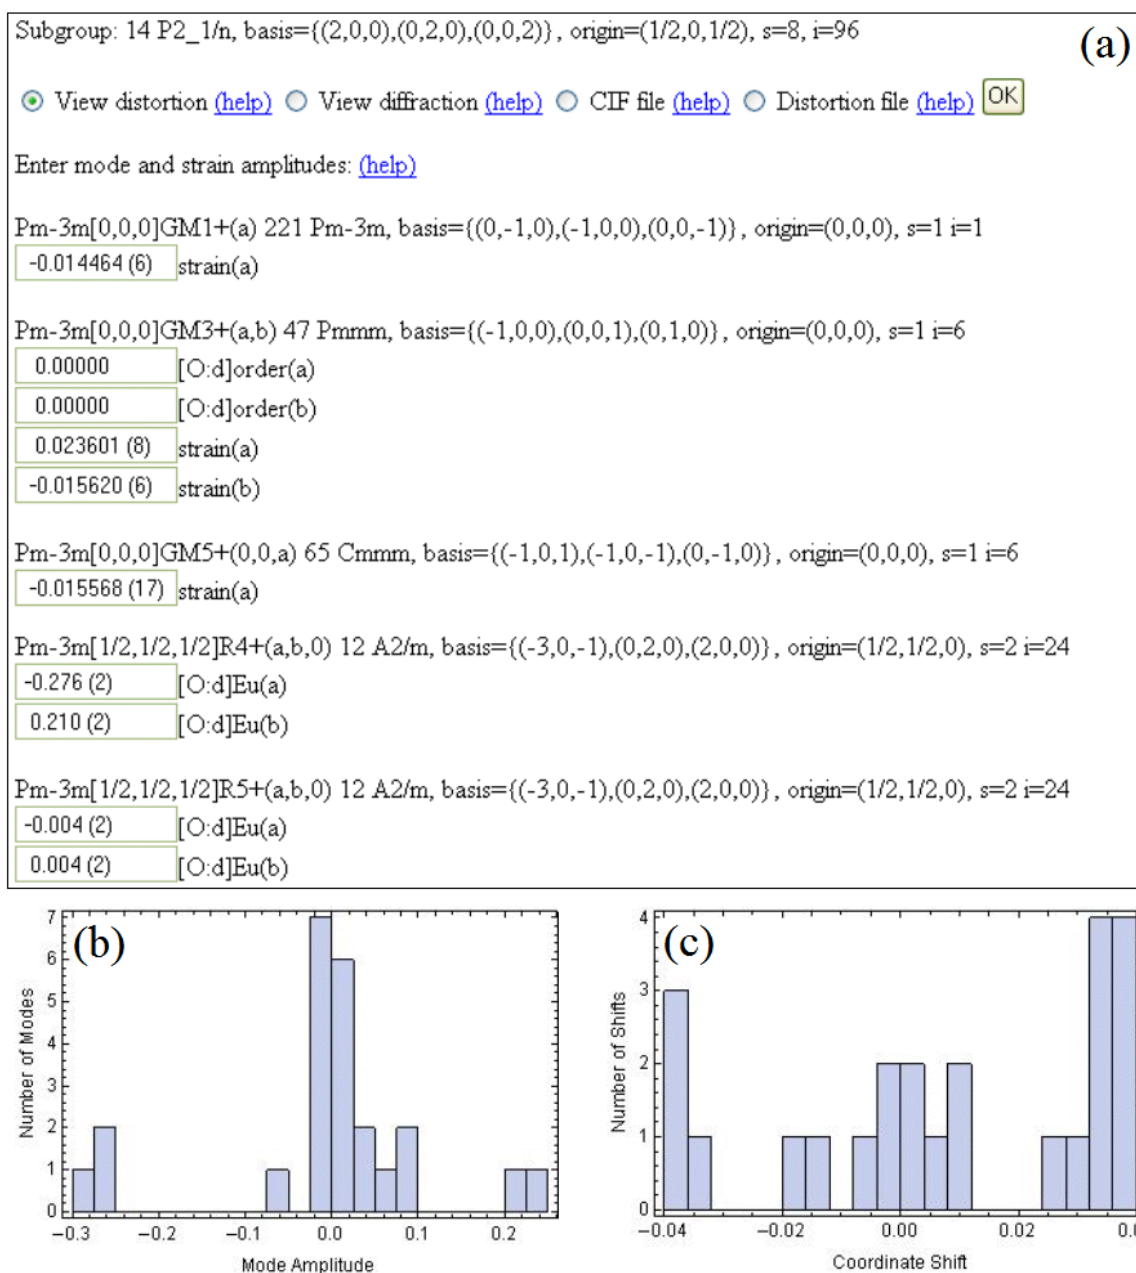 Subgroup: 14 P2_1/n, basis={(2,0,0),(0,2,0),(0,0,2)}, origin=(1/2,0,1/2), s=8, i=96
(a)
View distortion (help) View diffraction (help) CIF file (help) Distortion file (help) OK
Enter mode and strain amplitudes: (help)
Pm-3m[0,0,0]GM1+(a) 221 Pm-3m, basis={(0,-1,0),(-1,0,0),(0,0,-1)}, origin=(0,0,0), s=1 i=1
-0.014464 (6) strain(a)
Pm-3m[0,0,0]GM3+(a,b) 47 Pmmm, basis={(-1,0,0),(0,0,1),(0,1,0)}, origin=(0,0,0), s=1 i=6
0.00000 [O:d]order(a)
0.00000 [O:d]order(b)
0.023601 (8) strain(a)
-0.015620 (6) strain(b)
Pm-3m[0,0,0]GM5+(0,0,a) 65 Cmmm, basis={(-1,0,1),(-1,0,-1),(0,-1,0)}, origin=(0,0,0), s=1 i=6
-0.015568 (17) strain(a)
Pm-3m[1/2,1/2,1/2]R4+(a,b,0) 12 A2/m, basis={(-3,0,-1),(0,2,0),(2,0,0)}, origin=(1/2,1/2,0), s=2 i=24
-0.276 (2) [O:d]Eu(a)
0.210 (2) [O:d]Eu(b)
Pm-3m[1/2,1/2,1/2]R5+(a,b,0) 12 A2/m, basis={(-3,0,-1),(0,2,0),(2,0,0)}, origin=(1/2,1/2,0), s=2 i=24
-0.004 (2) [O:d]Eu(a)
0.004 (2) [O:d]Eu(b)
(b)
Number of Modes
7
6
5
4
3
2
1
0
−0.3 −0.2 −0.1 0.0 0.1 0.2
Mode Amplitude
(c)
Number of Shifts
4
3
2
1
0
−0.04 −0.02 0.00 0.02
Coordinate Shift